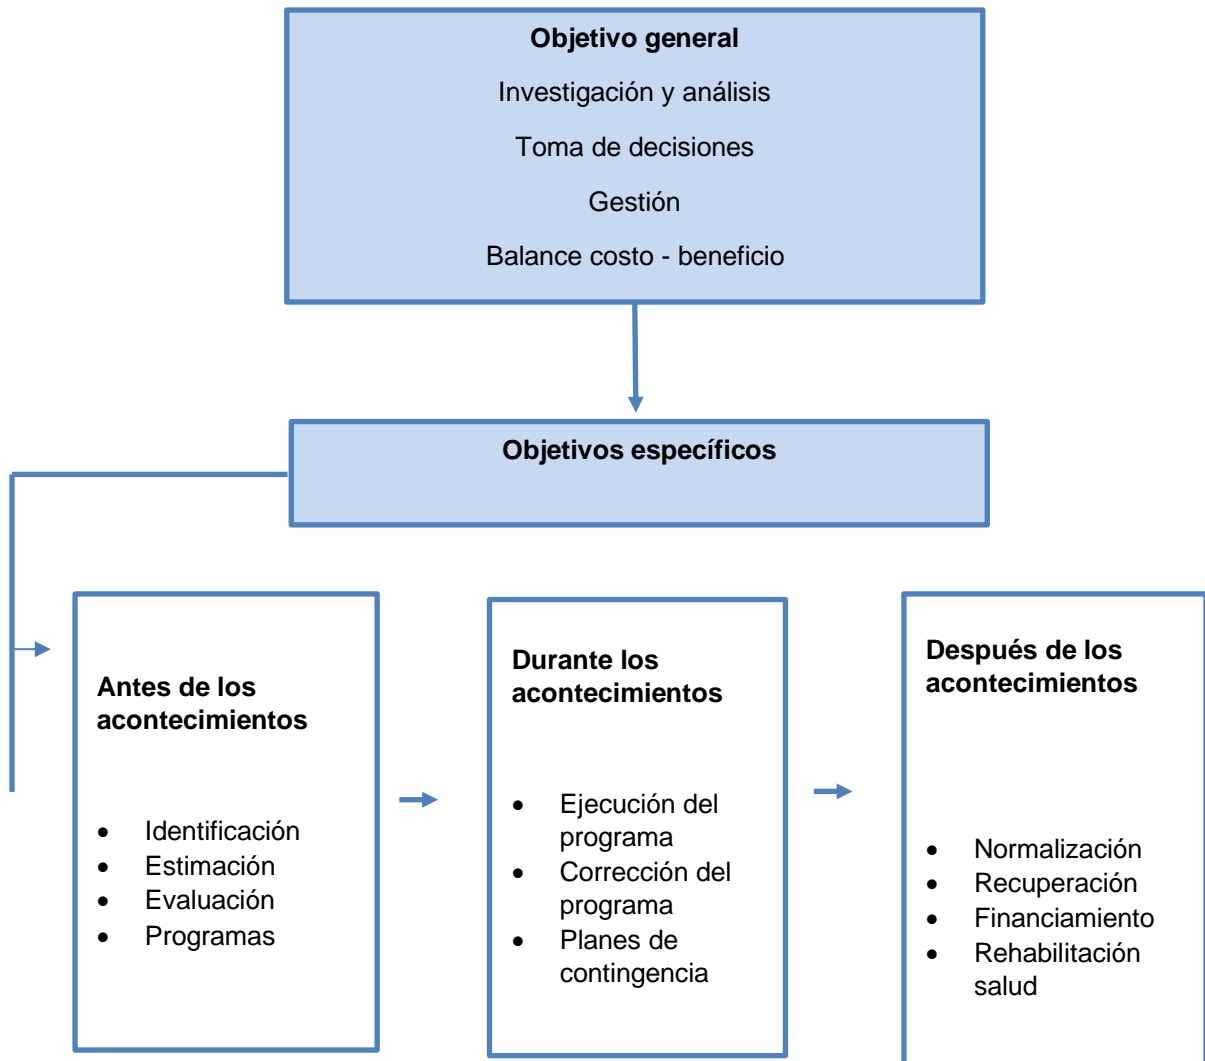 Objetivo general
Investigación y análisis
Toma de decisiones
Gestión
Balance costo - beneficio
Objetivos específicos
Antes de los
acontecimientos
• Identificación
• Estimación
• Evaluación
• Programas
Durante los
acontecimientos
• Ejecución del
programa
• Corrección del
programa
• Planes de
contingencia
Después de los
acontecimientos
• Normalización
• Recuperación
• Financiamiento
• Rehabilitación
salud